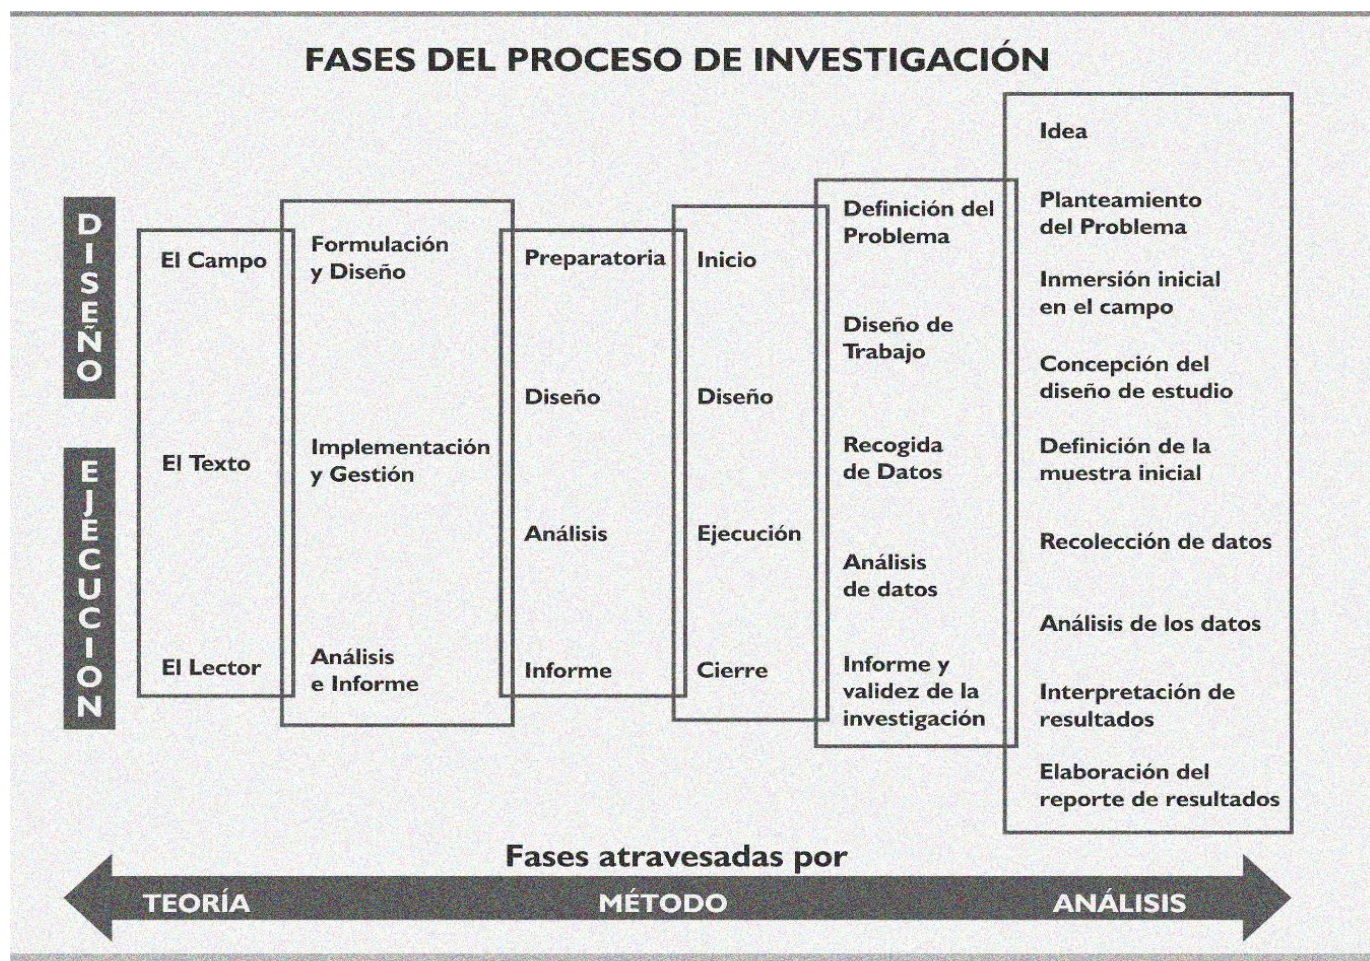 FASES DEL PROCESO DE INVESTIGACIÓN
DISEÑO
EJECUCION
El Campo
El Texto
El Lector
Formulación
y Diseño
Implementación
y Gestión
Análisis
e Informe
Preparatoria
Diseño
Análisis
Informe
Inicio
Diseño
Ejecución
Cierre
Definición del
Problema
Diseño de
Trabajo
Recogida
de Datos
Análisis
de datos
Informe y
validez de la
investigación
Idea
Planteamiento
del Problema
Inmersión inicial
en el campo
Concepción del
diseño de estudio
Definición de la
muestra inicial
Recolección de datos
Análisis de los datos
Interpretación de
resultados
Elaboración del
reporte de resultados
Fases atravesadas por
TEORÍA
MÉTODO
ANÁLISIS